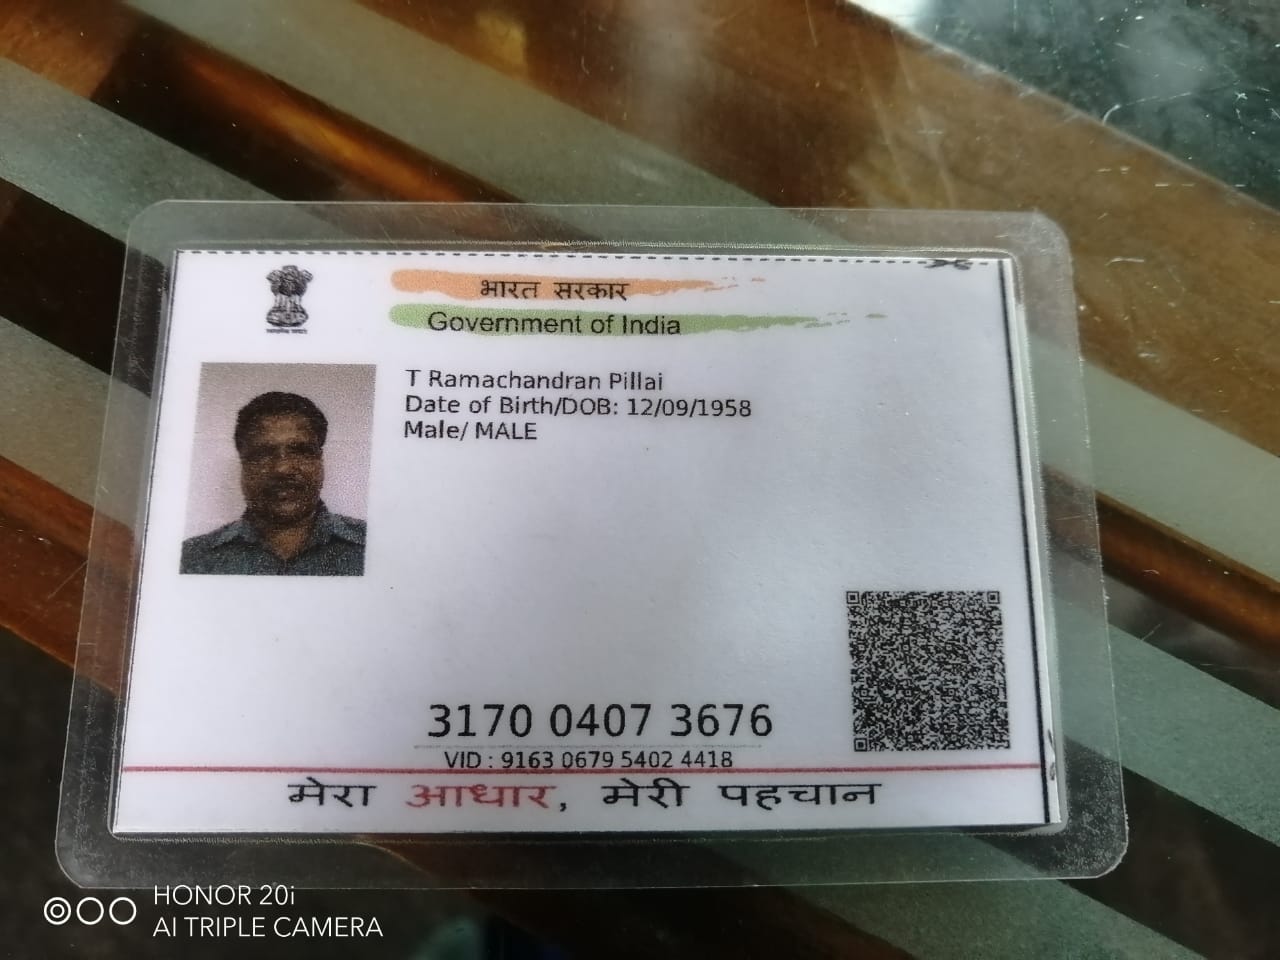 भारत सरकार
Government of India
T Ramachandran Pillai
Date of Birth/DOB: 12/09/1958
Male/ MALE
3170 0407 3676
VID : 9163 0679 5402 4418
मेरा आधार, मेरी पहचान
HONOR 20i
AI TRIPLE CAMERA